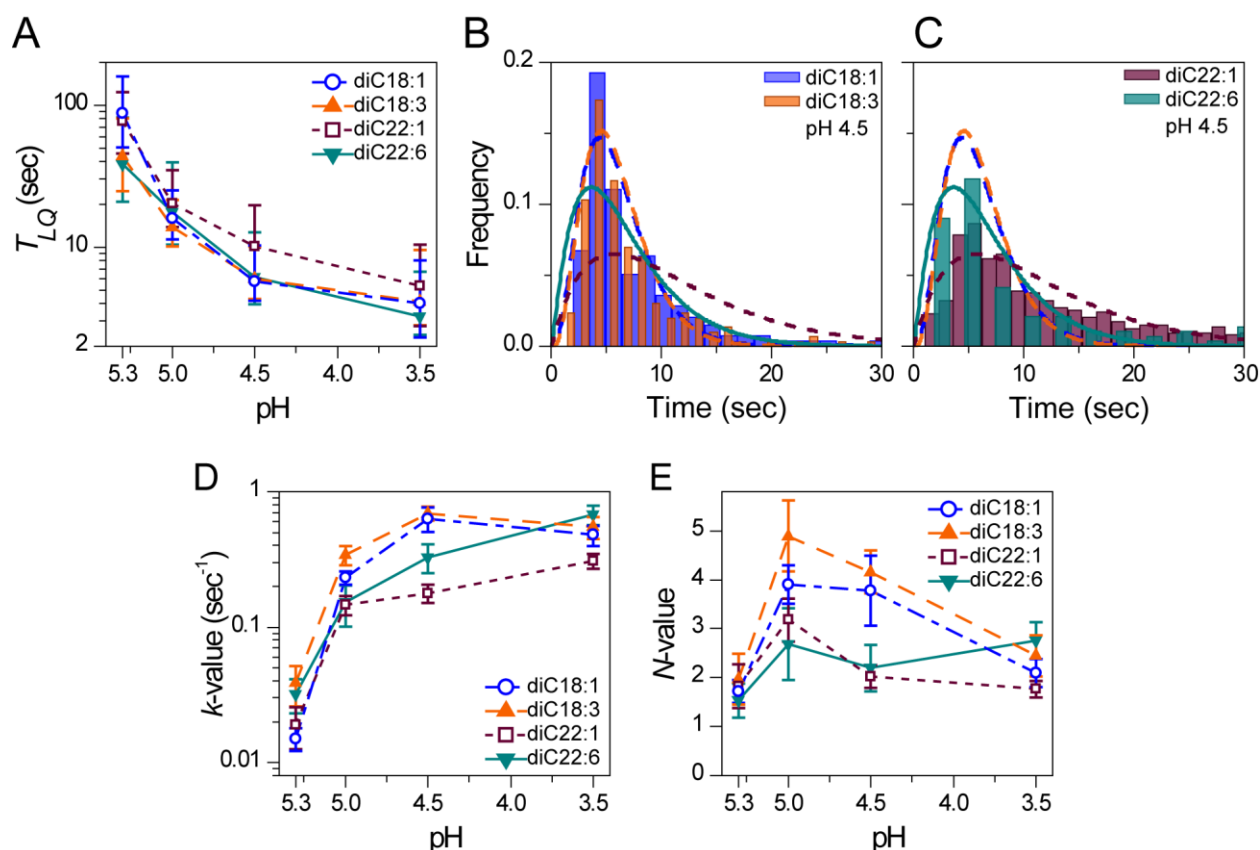 A
T_LQ (sec)
100
10
2
diC18:1
diC18:3
diC22:1
diC22:6
5.3 5.0 4.5 4.0 3.5
pH
B
Frequency
0.2
0.1
0.0
diC18:1
diC18:3
pH 4.5
0 10 20 30
Time (sec)
C
diC22:1
diC22:6
pH 4.5
0 10 20 30
Time (sec)
D
k-value (sec⁻¹)
1
0.1
0.01
diC18:1
diC18:3
diC22:1
diC22:6
5.3 5.0 4.5 4.0 3.5
pH
E
N-value
5
4
3
2
1
0
diC18:1
diC18:3
diC22:1
diC22:6
5.3 5.0 4.5 4.0 3.5
pH